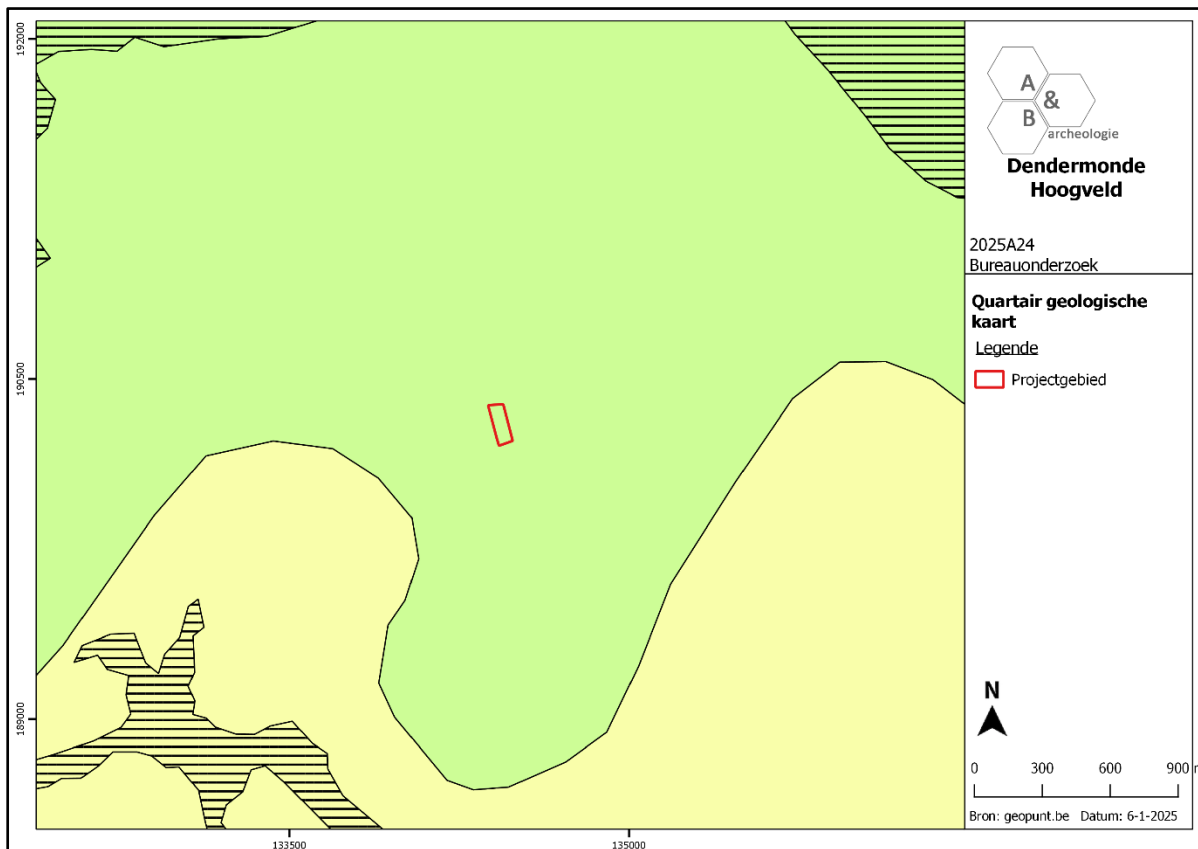 192000
190500
189000
133500
135000
A
&
B
archeologie
Dendermonde
Hoogveld
2025A24
Bureauonderzoek
Quartair geologische
kaart
Legende
Projectgebied
N
0 300 600 900 m
Bron: geopunt.be Datum: 6-1-2025